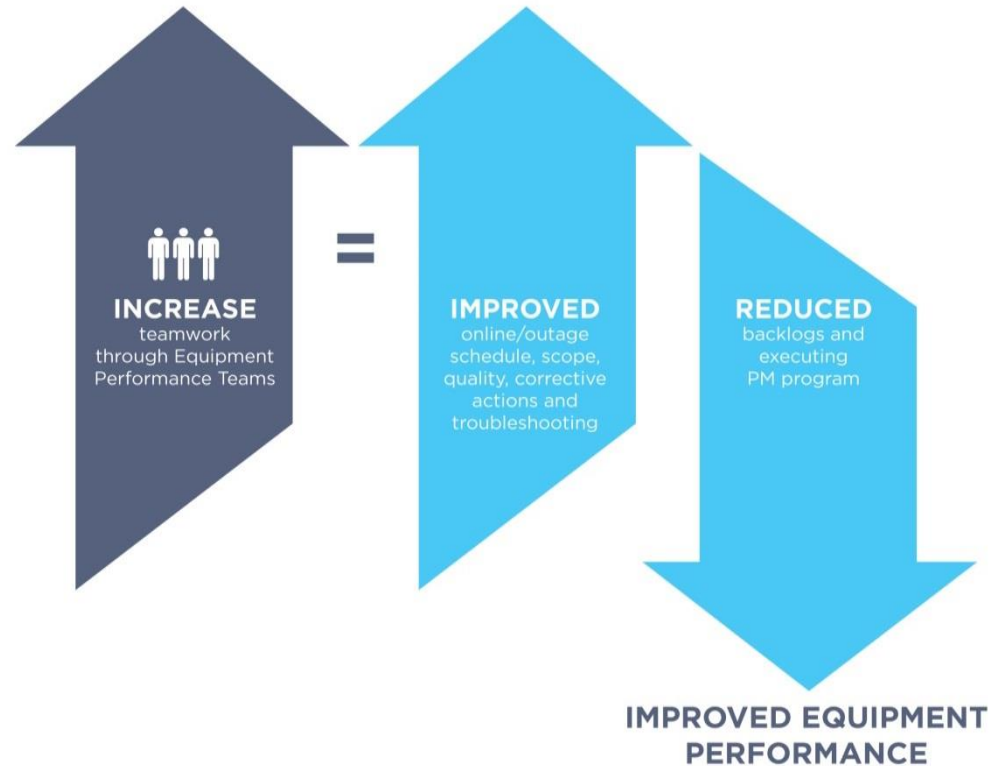 INCREASE
teamwork
through Equipment
Performance Teams
=
IMPROVED
online/outage
schedule, scope,
quality, corrective
actions and
troubleshooting
REDUCED
backlogs and
executing
PM program
IMPROVED EQUIPMENT
PERFORMANCE